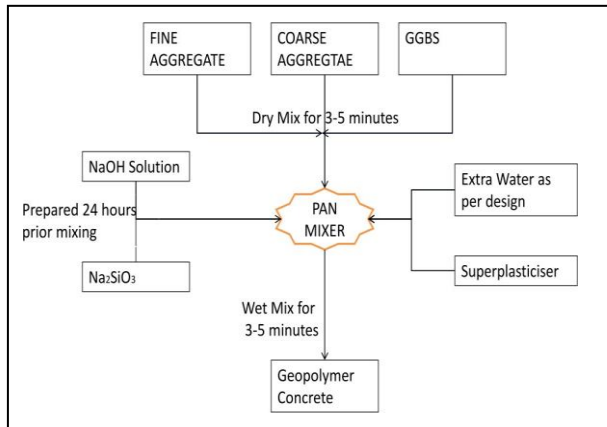 FINE
AGGREGATE
COARSE
AGGREGTAE
GGBS
Dry Mix for 3-5 minutes
NaOH Solution
Prepared 24 hours
prior mixing
Na₂SiO₃
PAN
MIXER
Extra Water as
per design
Superplasticiser
Wet Mix for
3-5 minutes
Geopolymer
Concrete